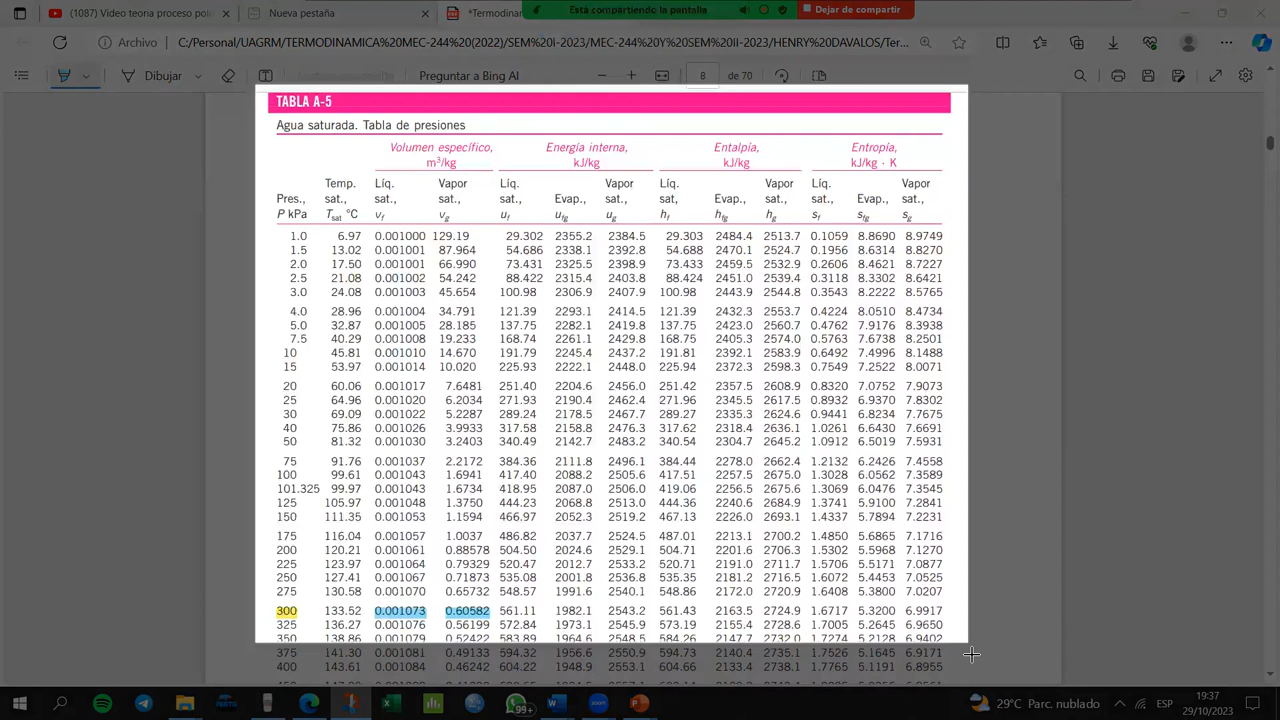 (1087) Video teoria proceso poli
Nueva pestaña
*Termodinar
Está compartiendo la pantalla
Dejar de compartir
Archivo
C:/Personal/UAGRM/TERMODINAMICA%20MEC-244%20(2022)/SEM%20i-2023/MEC-244%20Y%20SEM%20ii-2023/HENRY%20DAVALOS/Ter...
Dibujar
Preguntar a Bing AI
8 de 70
TABLA A-5
Agua saturada. Tabla de presiones
Volumen específico, Energía interna, Entalpía, Entropía,
m³/kg kJ/kg kJ/kg kJ/kg · K
Temp. Líq. Vapor Líq. Vapor Líq. Vapor Líq. Vapor
Pres., sat., sat., sat., sat., Evap., sat., sat, Evap., sat., sat., Evap., sat.,
P kPa Tsat °C vf vg uf ufg ug hf hfg hg sf sfg sg
1.0 6.97 0.001000 129.19 29.302 2355.2 2384.5 29.303 2484.4 2513.7 0.1059 8.8690 8.9749
1.5 13.02 0.001001 87.964 54.686 2338.1 2392.8 54.688 2470.1 2524.7 0.1956 8.6314 8.8270
2.0 17.50 0.001001 66.990 73.431 2325.5 2398.9 73.433 2459.5 2532.9 0.2606 8.4621 8.7227
2.5 21.08 0.001002 54.242 88.422 2315.4 2403.8 88.424 2451.0 2539.4 0.3118 8.3302 8.6421
3.0 24.08 0.001003 45.654 100.98 2306.9 2407.9 100.98 2443.9 2544.8 0.3543 8.2222 8.5765
4.0 28.96 0.001004 34.791 121.39 2293.1 2414.5 121.39 2432.3 2553.7 0.4224 8.0510 8.4734
5.0 32.87 0.001005 28.185 137.75 2282.1 2419.8 137.75 2423.0 2560.7 0.4762 7.9176 8.3938
7.5 40.29 0.001008 19.233 168.74 2261.1 2429.8 168.75 2405.3 2574.0 0.5763 7.6738 8.2501
10 45.81 0.001010 14.670 191.79 2245.4 2437.2 191.81 2392.1 2583.9 0.6492 7.4996 8.1488
15 53.97 0.001014 10.020 225.93 2222.1 2448.0 225.94 2372.3 2598.3 0.7549 7.2522 8.0071
20 60.06 0.001017 7.6481 251.40 2204.6 2456.0 251.42 2357.5 2608.9 0.8320 7.0752 7.9073
25 64.96 0.001020 6.2034 271.93 2190.4 2462.4 271.96 2345.5 2617.5 0.8932 6.9370 7.8302
30 69.09 0.001022 5.2287 289.24 2178.5 2467.7 289.27 2335.3 2624.6 0.9441 6.8234 7.7675
40 75.86 0.001026 3.9933 317.58 2158.8 2476.3 317.62 2318.4 2636.1 1.0261 6.6430 7.6691
50 81.32 0.001030 3.2403 340.49 2142.7 2483.2 340.54 2304.7 2645.2 1.0912 6.5019 7.5931
75 91.76 0.001037 2.2172 384.36 2111.8 2496.1 384.44 2278.0 2662.4 1.2132 6.2426 7.4558
100 99.61 0.001043 1.6941 417.40 2088.2 2505.6 417.51 2257.5 2675.0 1.3028 6.0562 7.3589
101.325 99.97 0.001043 1.6734 418.95 2087.0 2506.0 419.06 2256.5 2675.6 1.3069 6.0476 7.3545
125 105.97 0.001048 1.3750 444.23 2068.8 2513.0 444.36 2240.6 2684.9 1.3741 5.9100 7.2841
150 111.35 0.001053 1.1594 466.97 2052.3 2519.2 467.13 2226.0 2693.1 1.4337 5.7894 7.2231
175 116.04 0.001057 1.0037 486.82 2037.7 2524.5 487.01 2213.1 2700.2 1.4850 5.6865 7.1716
200 120.21 0.001061 0.88578 504.50 2024.6 2529.1 504.71 2201.6 2706.3 1.5302 5.5968 7.1270
225 123.97 0.001064 0.79329 520.47 2012.7 2533.2 520.71 2191.0 2711.7 1.5706 5.5171 7.0877
250 127.41 0.001067 0.71873 535.08 2001.8 2536.8 535.35 2181.2 2716.5 1.6072 5.4453 7.0525
275 130.58 0.001070 0.65732 548.57 1991.6 2540.1 548.86 2172.0 2720.9 1.6408 5.3800 7.0207
300 133.52 0.001073 0.60582 561.11 1982.1 2543.2 561.43 2163.5 2724.9 1.6717 5.3200 6.9917
325 136.27 0.001076 0.56199 572.84 1973.1 2545.9 573.19 2155.4 2728.6 1.7005 5.2645 6.9650
350 138.86 0.001079 0.52422 583.89 1964.6 2548.5 584.26 2147.7 2732.0 1.7274 5.2128 6.9402
375 141.30 0.001081 0.49133 594.32 1956.6 2550.9 594.73 2140.4 2735.1 1.7526 5.1645 6.9171
400 143.61 0.001084 0.46242 604.22 1948.9 2553.1 604.66 2133.4 2738.1 1.7765 5.1191 6.8955
99+
29°C Parc. nublado
ESP
19:37
29/10/2023